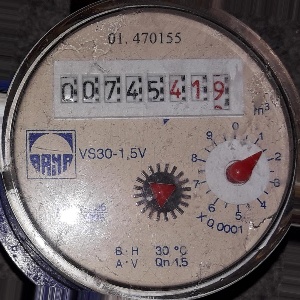 01. 470155
00745419
m³
ARMA
VS30-1,5V
0
9 1
8 2
7 3
6 4
5
X 0,0001
B · H 30 °C
A · V Qn 1,5